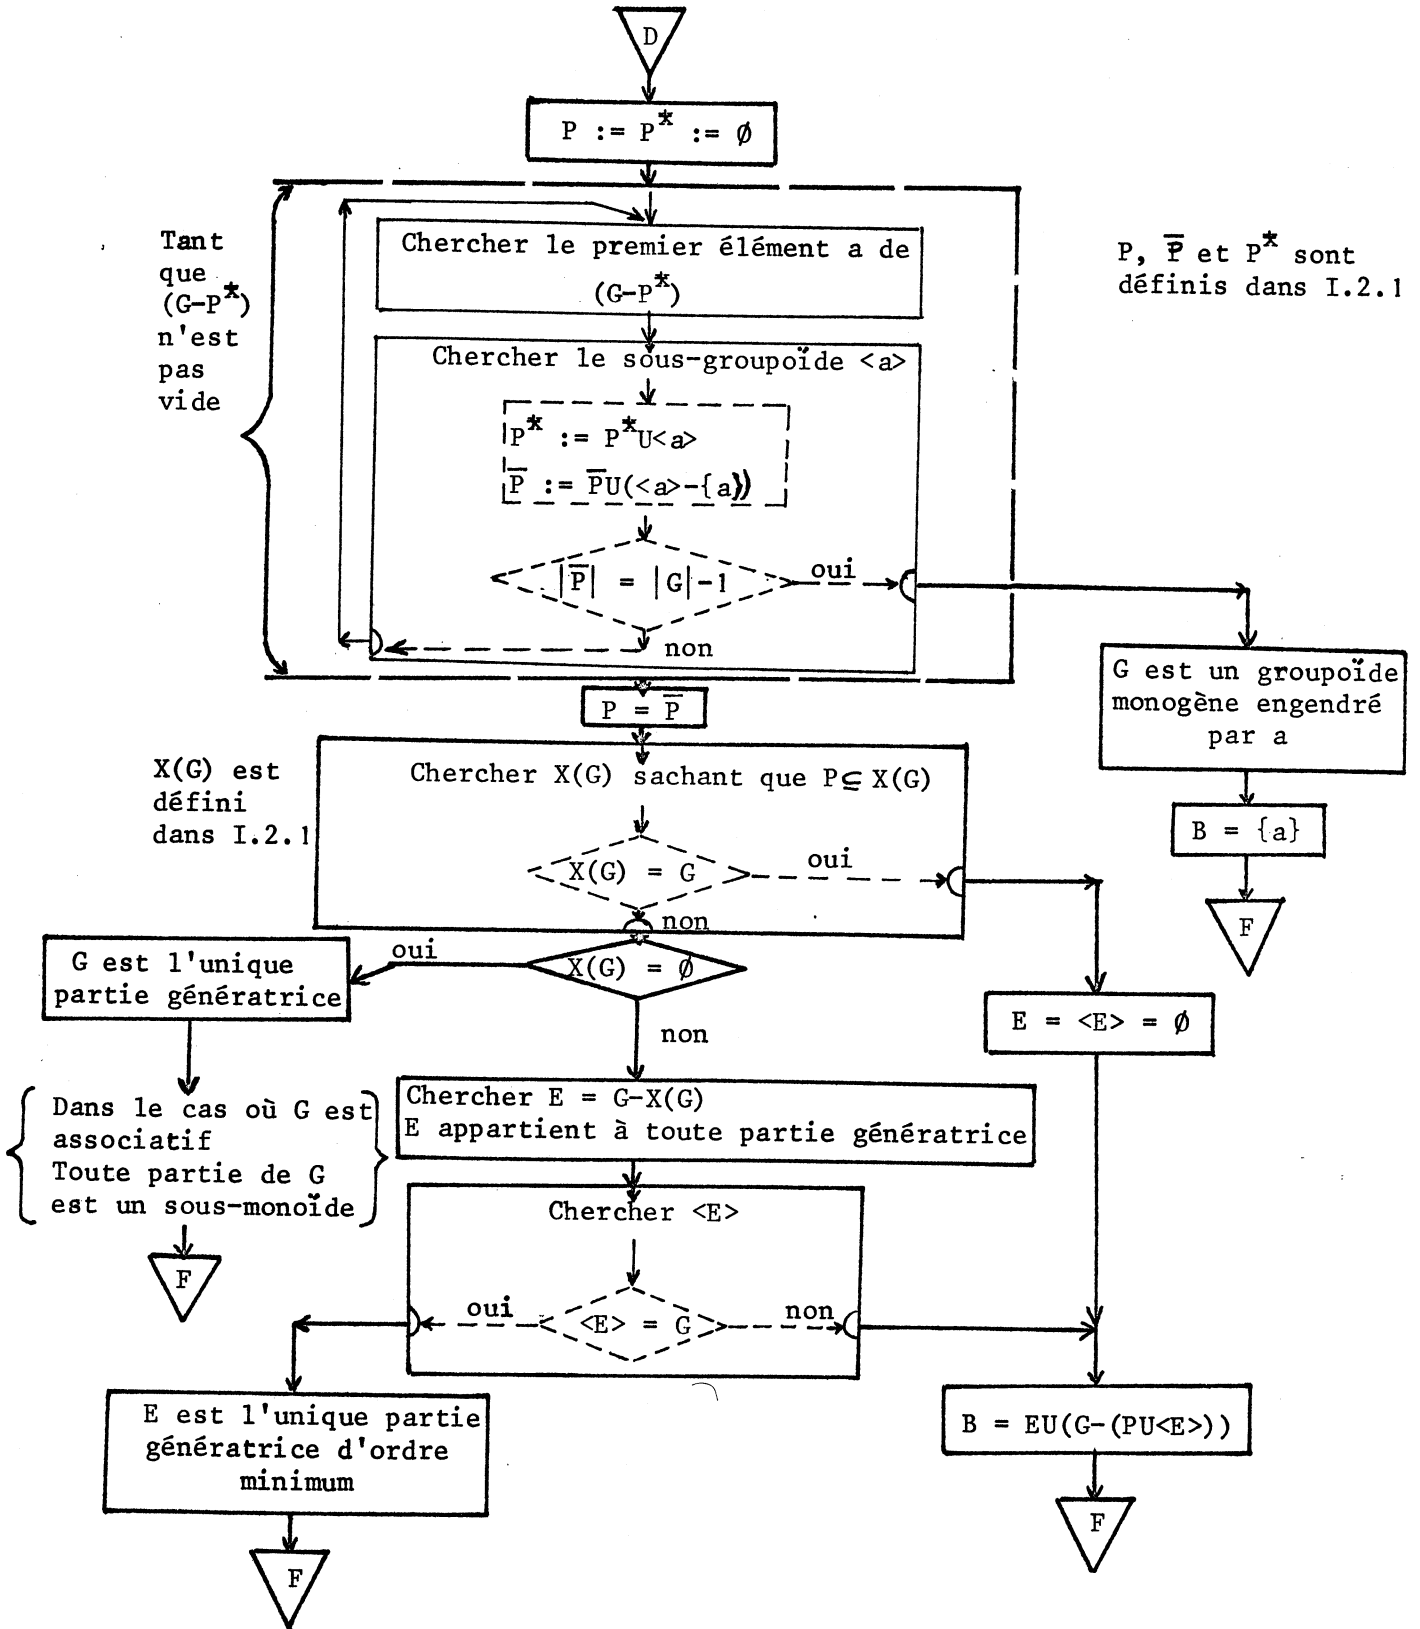 D
P := P* := ∅
Tant
que
(G-P*)
n'est
pas
vide
Chercher le premier élément a de
(G-P*)
P, P̅ et P* sont
définis dans I.2.1
Chercher le sous-groupoïde <a>
P* := P*U<a>
P̅ := P̅U(<a>-{a})
|P̅| = |G|-1
oui
non
G est un groupoïde
monogène engendré
par a
B = {a}
F
P = P̅
X(G) est
défini
dans I.2.1
Chercher X(G) sachant que P⊆X(G)
X(G) = G
oui
non
X(G) = ∅
oui
non
G est l'unique
partie génératrice
E = <E> = ∅
Dans le cas où G est
associatif
Toute partie de G
est un sous-monoïde
F
Chercher E = G-X(G)
E appartient à toute partie génératrice
Chercher <E>
<E> = G
oui
non
E est l'unique partie
génératrice d'ordre
minimum
F
B = EU(G-(PU<E>))
F